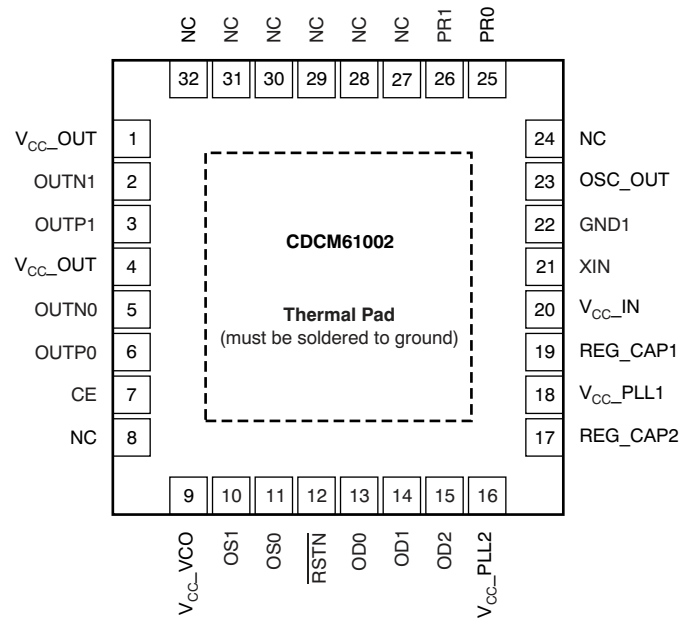 NC NC NC NC NC NC PR1 PR0
32 31 30 29 28 27 26 25
VCC_OUT 1 24 NC
OUTN1 2 23 OSC_OUT
OUTP1 3 22 GND1
VCC_OUT 4 21 XIN
OUTN0 5 20 VCC_IN
OUTP0 6 19 REG_CAP1
CE 7 18 VCC_PLL1
NC 8 17 REG_CAP2
CDCM61002
Thermal Pad
(must be soldered to ground)
9 10 11 12 13 14 15 16
VCC_VCO OS1 OS0 RSTN OD0 OD1 OD2 VCC_PLL2